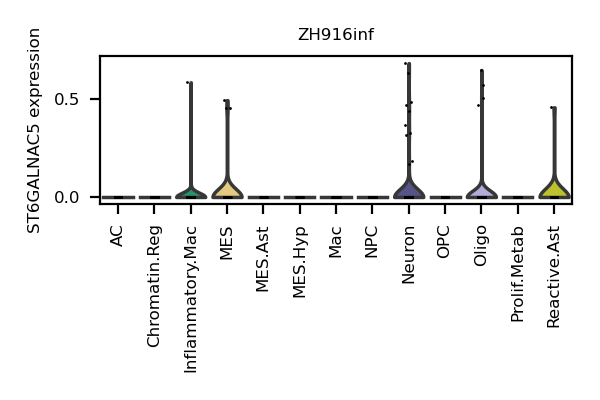 ZH916inf
ST6GALNAC5 expression
0.5
0.0
AC
Chromatin.Reg
Inflammatory.Mac
MES
MES.Ast
MES.Hyp
Mac
NPC
Neuron
OPC
Oligo
Prolif.Metab
Reactive.Ast